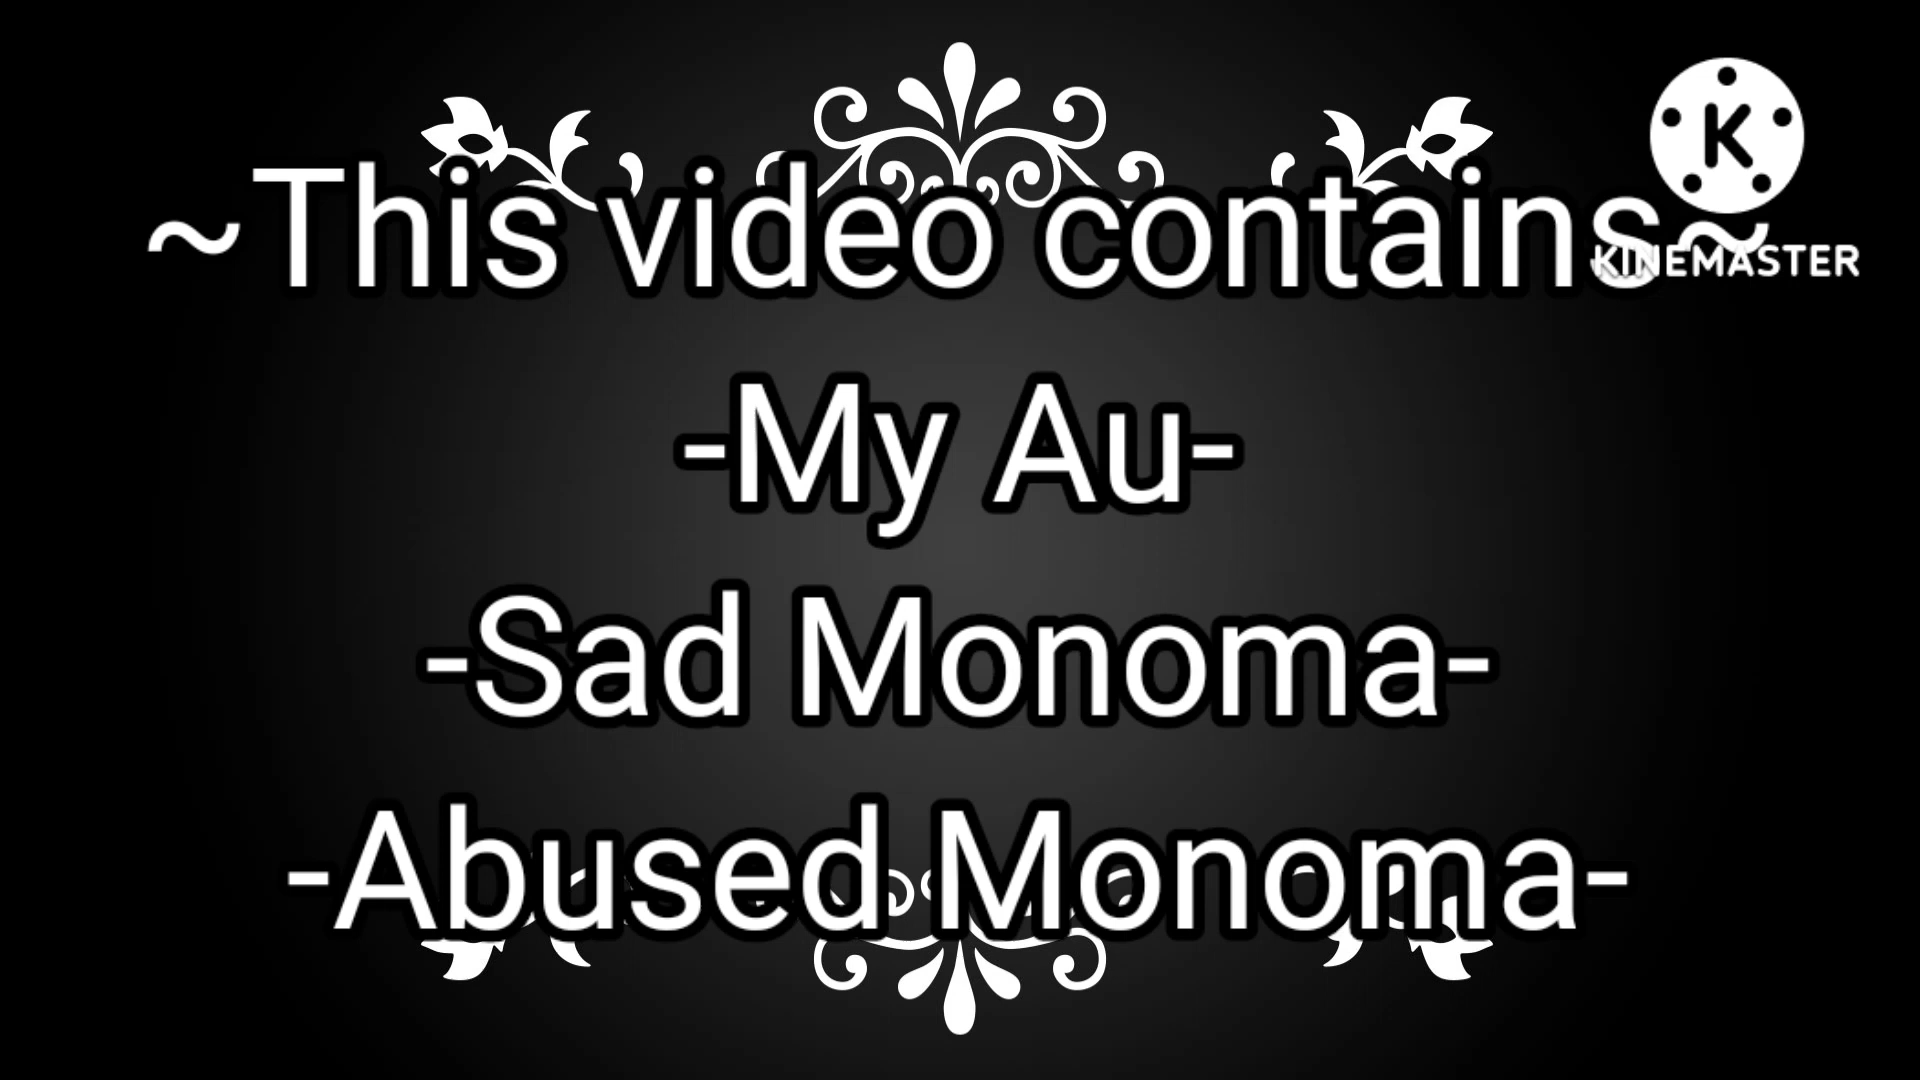 ~This video contains~
KINEMASTER
-My Au-
-Sad Monoma-
-Abused Monoma-